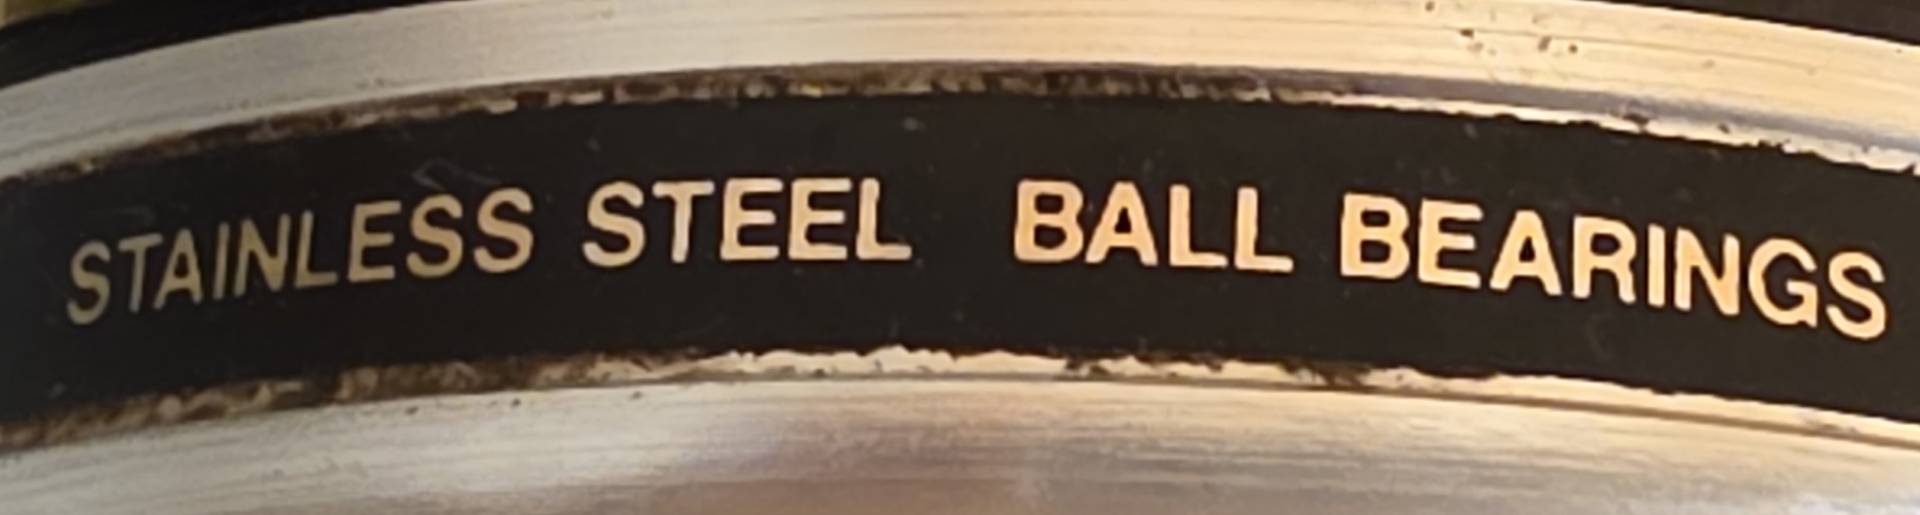 STAINLESS STEEL BALL BEARINGS